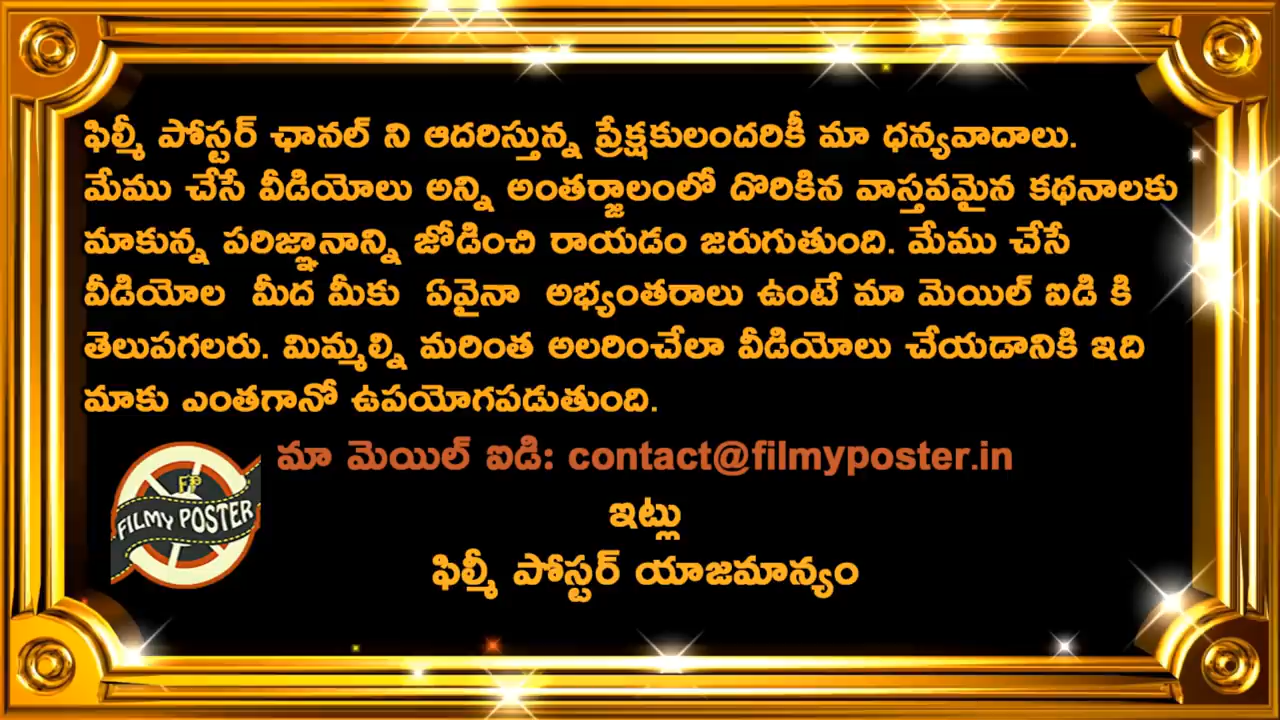 ఫిల్మీ పోస్టర్ ఛానల్ ని ఆదరిస్తున్న ప్రేక్షకులందరికీ మా ధన్యవాదాలు.
మేము చేసే వీడియోలు అన్ని అంతర్జాలంలో దొరికిన వాస్తవమైన కథనాలకు
మాకున్న పరిజ్ఞానాన్ని జోడించి రాయడం జరుగుతుంది. మేము చేసే
వీడియోల మీద మీకు ఏవైనా అభ్యంతరాలు ఉంటే మా మెయిల్ ఐడి కి
తెలుపగలరు. మిమ్మల్ని మరింత అలరించేలా వీడియోలు చేయడానికి ఇది
మాకు ఎంతగానో ఉపయోగపడుతుంది.
మా మెయిల్ ఐడి: contact@filmyposter.in
FP
FILMY POSTER
ఇట్లు
ఫిల్మీ పోస్టర్ యాజమాన్యం